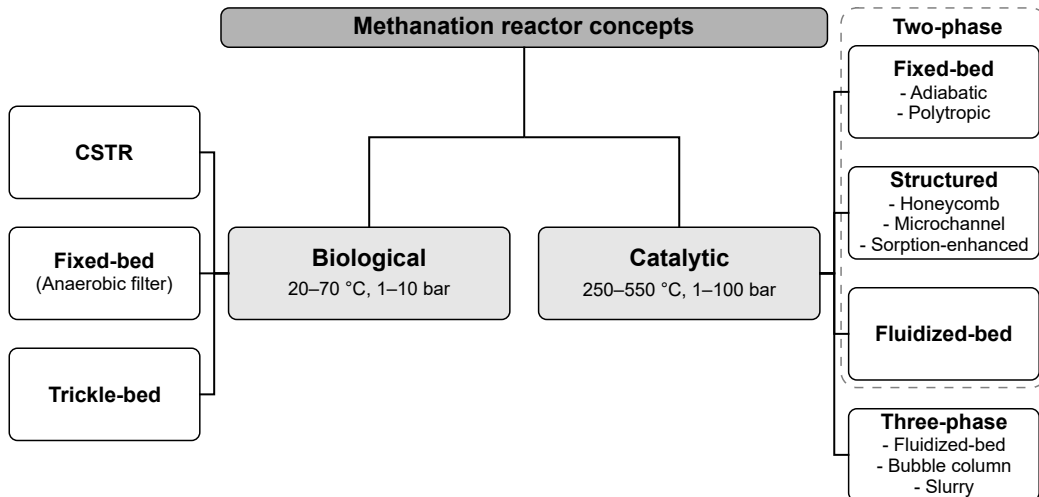 Methanation reactor concepts
Two-phase
Fixed-bed
- Adiabatic
- Polytropic
CSTR
Structured
- Honeycomb
- Microchannel
- Sorption-enhanced
Fixed-bed
(Anaerobic filter)
Biological
20–70 °C, 1–10 bar
Catalytic
250–550 °C, 1–100 bar
Fluidized-bed
Trickle-bed
Three-phase
- Fluidized-bed
- Bubble column
- Slurry